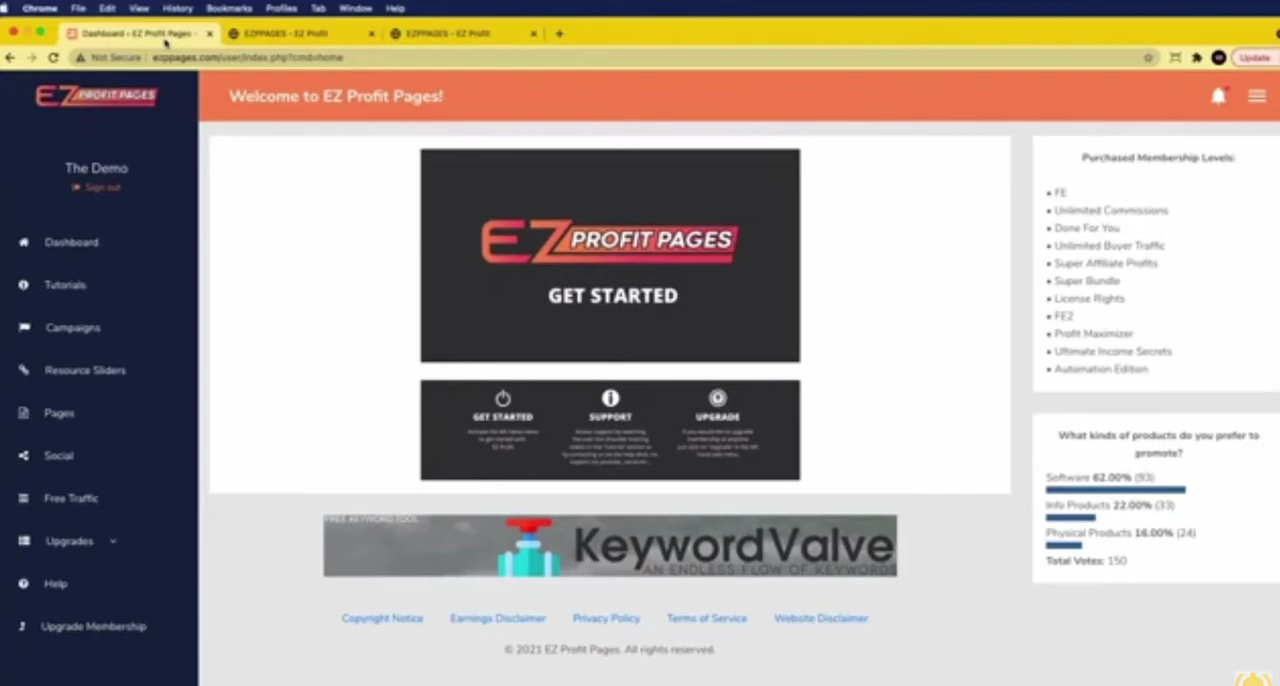 Chrome File Edit View History Bookmarks Profiles Tab Window Help
Dashboard - EZ Profit Pages - × EZPPAGES - EZ Profit × EZPPAGES - EZ Profit × +
Not Secure ezppages.com/user/index.php?cmd=home Update
EZ PROFIT PAGES
Welcome to EZ Profit Pages!
The Demo
Sign out
Dashboard
Tutorials
Campaigns
Resource Sliders
Pages
Social
Free Traffic
Upgrades
Help
Upgrade Membership
EZ PROFIT PAGES
GET STARTED
GET STARTED SUPPORT UPGRADE
FREE KEYWORD TOOL
KeywordValve
AN ENDLESS FLOW OF KEYWORDS
Copyright Notice Earnings Disclaimer Privacy Policy Terms of Service Website Disclaimer
© 2021 EZ Profit Pages. All rights reserved.
Purchased Membership Levels:
• FE
• Unlimited Commissions
• Done For You
• Unlimited Buyer Traffic
• Super Affiliate Profits
• Super Bundle
• License Rights
• FE2
• Profit Maximizer
• Ultimate Income Secrets
• Automation Edition
What kinds of products do you prefer to
promote?
Software 62.00% (93)
Info Products 22.00% (33)
Physical Products 16.00% (24)
Total Votes: 150